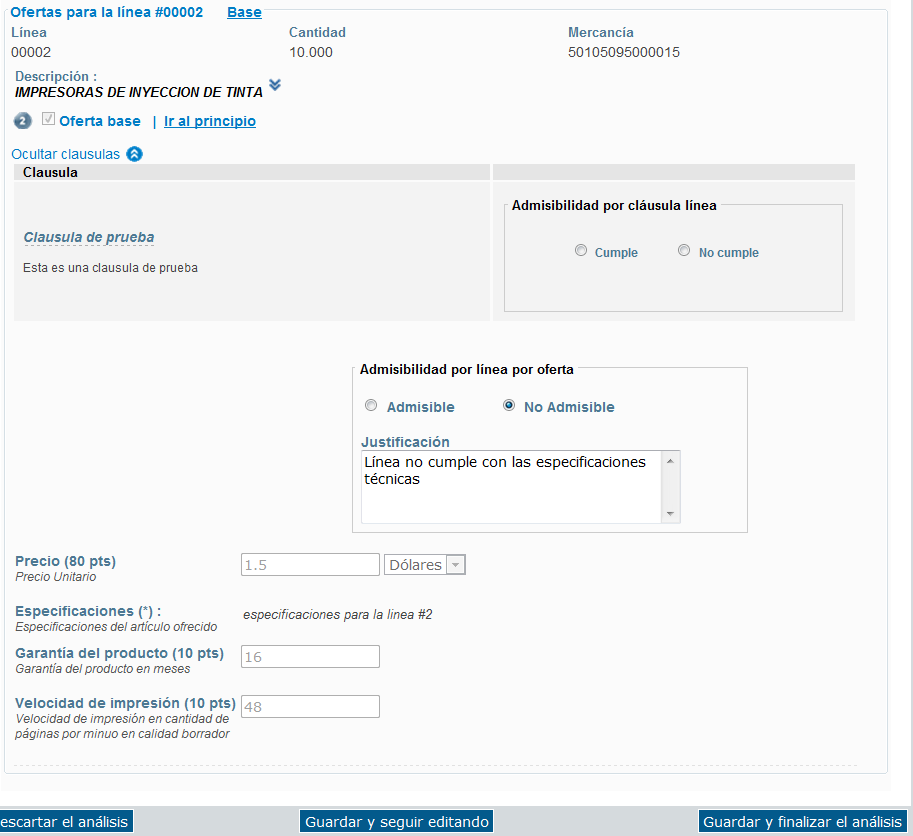 Ofertas para la línea #00002 Base
Línea Cantidad Mercancía
00002 10.000 50105095000015
Descripción :
IMPRESORAS DE INYECCION DE TINTA
2 Oferta base | Ir al principio
Ocultar clausulas
Clausula
Admisibilidad por cláusula línea
Clausula de prueba
Cumple No cumple
Esta es una clausula de prueba
Admisibilidad por línea por oferta
Admisible No Admisible
Justificación
Línea no cumple con las especificaciones
técnicas
Precio (80 pts)
Precio Unitario
1.5 Dólares
Especificaciones (*) :
Especificaciones del artículo ofrecido
especificaciones para la linea #2
Garantía del producto (10 pts)
Garantía del producto en meses
16
Velocidad de impresión (10 pts)
Velocidad de impresión en cantidad de
páginas por minuo en calidad borrador
48
escartar el análisis Guardar y seguir editando Guardar y finalizar el análisis